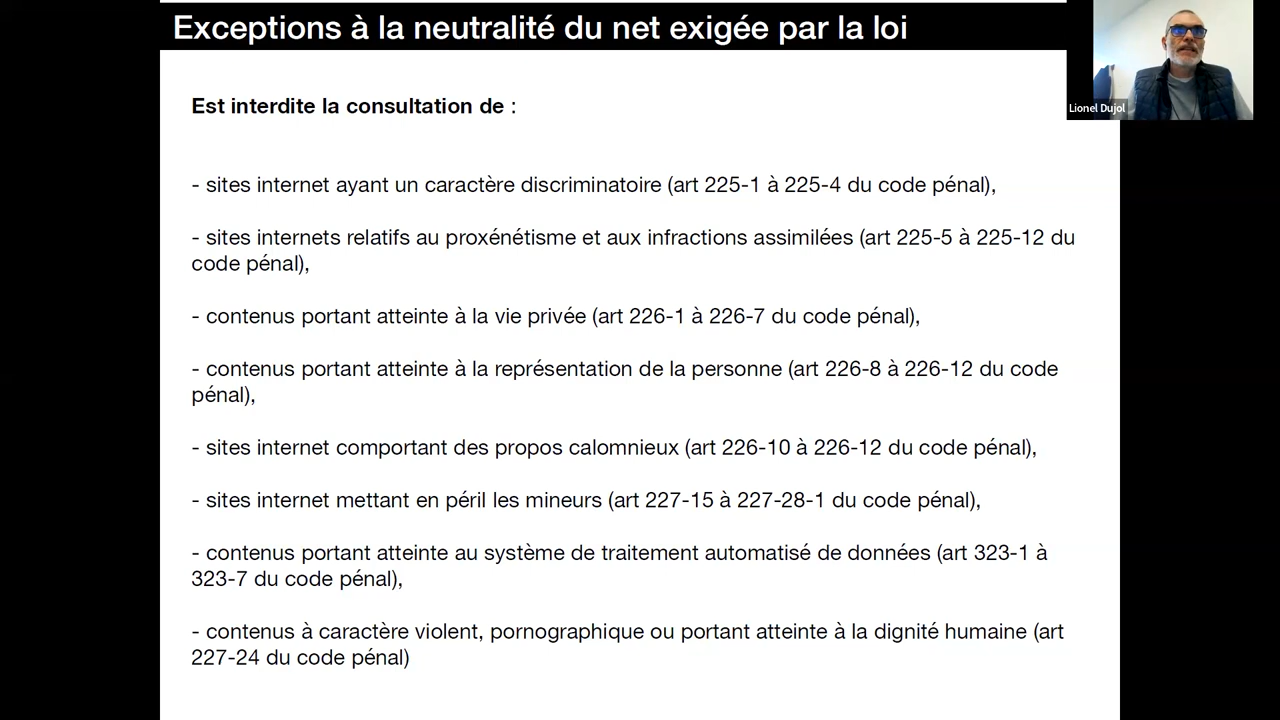 Exceptions à la neutralité du net exigée par la loi
Lionel Dujol
Est interdite la consultation de :
- sites internet ayant un caractère discriminatoire (art 225-1 à 225-4 du code pénal),
- sites internets relatifs au proxénétisme et aux infractions assimilées (art 225-5 à 225-12 du
code pénal),
- contenus portant atteinte à la vie privée (art 226-1 à 226-7 du code pénal),
- contenus portant atteinte à la représentation de la personne (art 226-8 à 226-12 du code
pénal),
- sites internet comportant des propos calomnieux (art 226-10 à 226-12 du code pénal),
- sites internet mettant en péril les mineurs (art 227-15 à 227-28-1 du code pénal),
- contenus portant atteinte au système de traitement automatisé de données (art 323-1 à
323-7 du code pénal),
- contenus à caractère violent, pornographique ou portant atteinte à la dignité humaine (art
227-24 du code pénal)